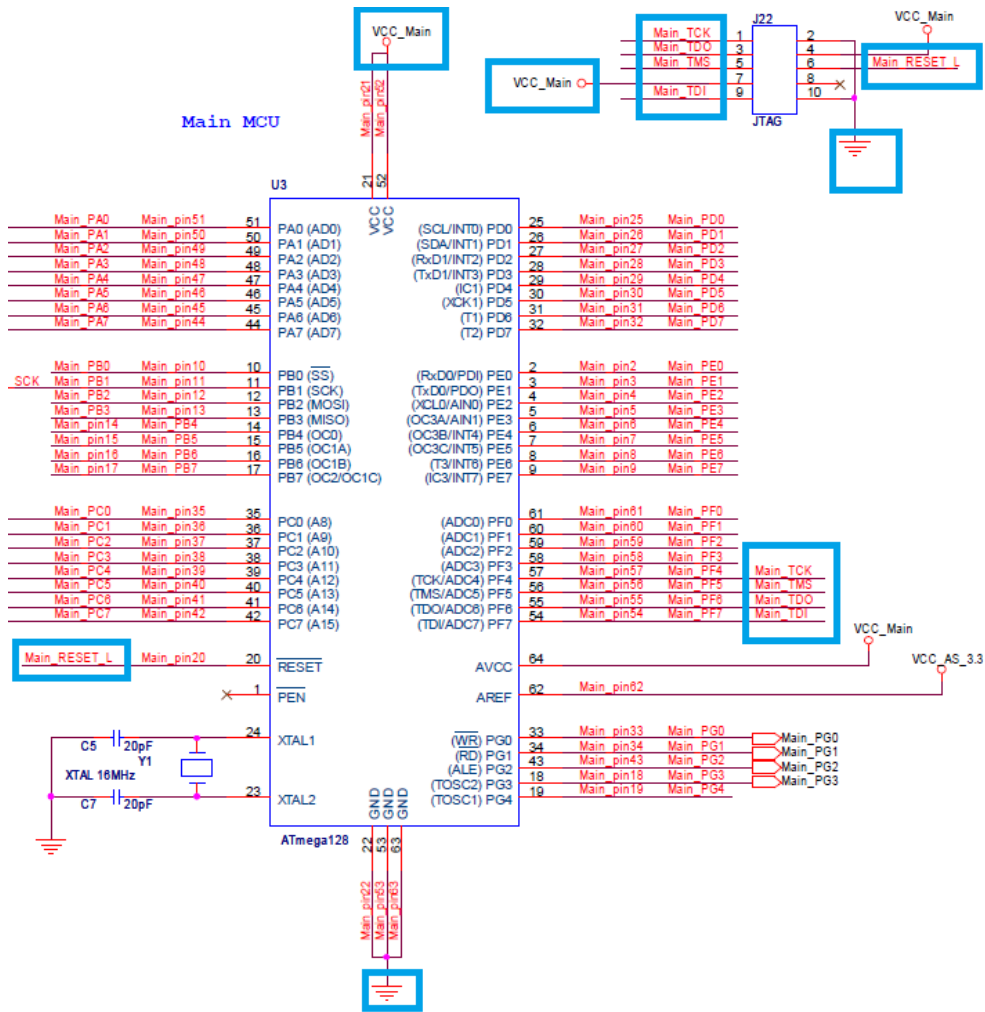 VCC_Main
J22
VCC_Main
Main_TCK 1 2
Main_TDO 3 4
Main_TMS 5 6 Main_RESET_L
VCC_Main 7 8
Main_TDI 9 10
JTAG
Main MCU
Main_pin21
Main_pin52
21
52
U3
VCC
VCC
Main_PA0 Main_pin51 51 PA0 (AD0) (SCL/INT0) PD0 25 Main_pin25 Main_PD0
Main_PA1 Main_pin50 50 PA1 (AD1) (SDA/INT1) PD1 26 Main_pin26 Main_PD1
Main_PA2 Main_pin49 49 PA2 (AD2) (RxD1/INT2) PD2 27 Main_pin27 Main_PD2
Main_PA3 Main_pin48 48 PA3 (AD3) (TxD1/INT3) PD3 28 Main_pin28 Main_PD3
Main_PA4 Main_pin47 47 PA4 (AD4) (IC1) PD4 29 Main_pin29 Main_PD4
Main_PA5 Main_pin46 46 PA5 (AD5) (XCK1) PD5 30 Main_pin30 Main_PD5
Main_PA6 Main_pin45 45 PA6 (AD6) (T1) PD6 31 Main_pin31 Main_PD6
Main_PA7 Main_pin44 44 PA7 (AD7) (T2) PD7 32 Main_pin32 Main_PD7
Main_PB0 Main_pin10 10 PB0 (SS) (RxD0/PDI) PE0 2 Main_pin2 Main_PE0
SCK Main_PB1 Main_pin11 11 PB1 (SCK) (TxD0/PDO) PE1 3 Main_pin3 Main_PE1
Main_PB2 Main_pin12 12 PB2 (MOSI) (XCL0/AIN0) PE2 4 Main_pin4 Main_PE2
Main_PB3 Main_pin13 13 PB3 (MISO) (OC3A/AIN1) PE3 5 Main_pin5 Main_PE3
Main_pin14 Main_PB4 14 PB4 (OC0) (OC3B/INT4) PE4 6 Main_pin6 Main_PE4
Main_pin15 Main_PB5 15 PB5 (OC1A) (OC3C/INT5) PE5 7 Main_pin7 Main_PE5
Main_pin16 Main_PB6 16 PB6 (OC1B) (T3/INT6) PE6 8 Main_pin8 Main_PE6
Main_pin17 Main_PB7 17 PB7 (OC2/OC1C) (IC3/INT7) PE7 9 Main_pin9 Main_PE7
Main_PC0 Main_pin35 35 PC0 (A8) (ADC0) PF0 61 Main_pin61 Main_PF0
Main_PC1 Main_pin36 36 PC1 (A9) (ADC1) PF1 60 Main_pin60 Main_PF1
Main_PC2 Main_pin37 37 PC2 (A10) (ADC2) PF2 59 Main_pin59 Main_PF2
Main_PC3 Main_pin38 38 PC3 (A11) (ADC3) PF3 58 Main_pin58 Main_PF3
Main_PC4 Main_pin39 39 PC4 (A12) (TCK/ADC4) PF4 57 Main_pin57 Main_PF4 Main_TCK
Main_PC5 Main_pin40 40 PC5 (A13) (TMS/ADC5) PF5 56 Main_pin56 Main_PF5 Main_TMS
Main_PC6 Main_pin41 41 PC6 (A14) (TDO/ADC6) PF6 55 Main_pin55 Main_PF6 Main_TDO
Main_PC7 Main_pin42 42 PC7 (A15) (TDI/ADC7) PF7 54 Main_pin54 Main_PF7 Main_TDI
VCC_Main
Main_RESET_L Main_pin20 20 RESET AVCC 64
VCC_AS_3.3
1 PEN AREF 62 Main_pin62
24 XTAL1 (WR) PG0 33 Main_pin33 Main_PG0 Main_PG0
C5 20pF (RD) PG1 34 Main_pin34 Main_PG1 Main_PG1
Y1 (ALE) PG2 43 Main_pin43 Main_PG2 Main_PG2
XTAL 16MHz (TOSC2) PG3 18 Main_pin18 Main_PG3 Main_PG3
C7 20pF 23 XTAL2 (TOSC1) PG4 19 Main_pin19 Main_PG4
GND
GND
GND
ATmega128
22
53
63
Main_pin22
Main_pin53
Main_pin63